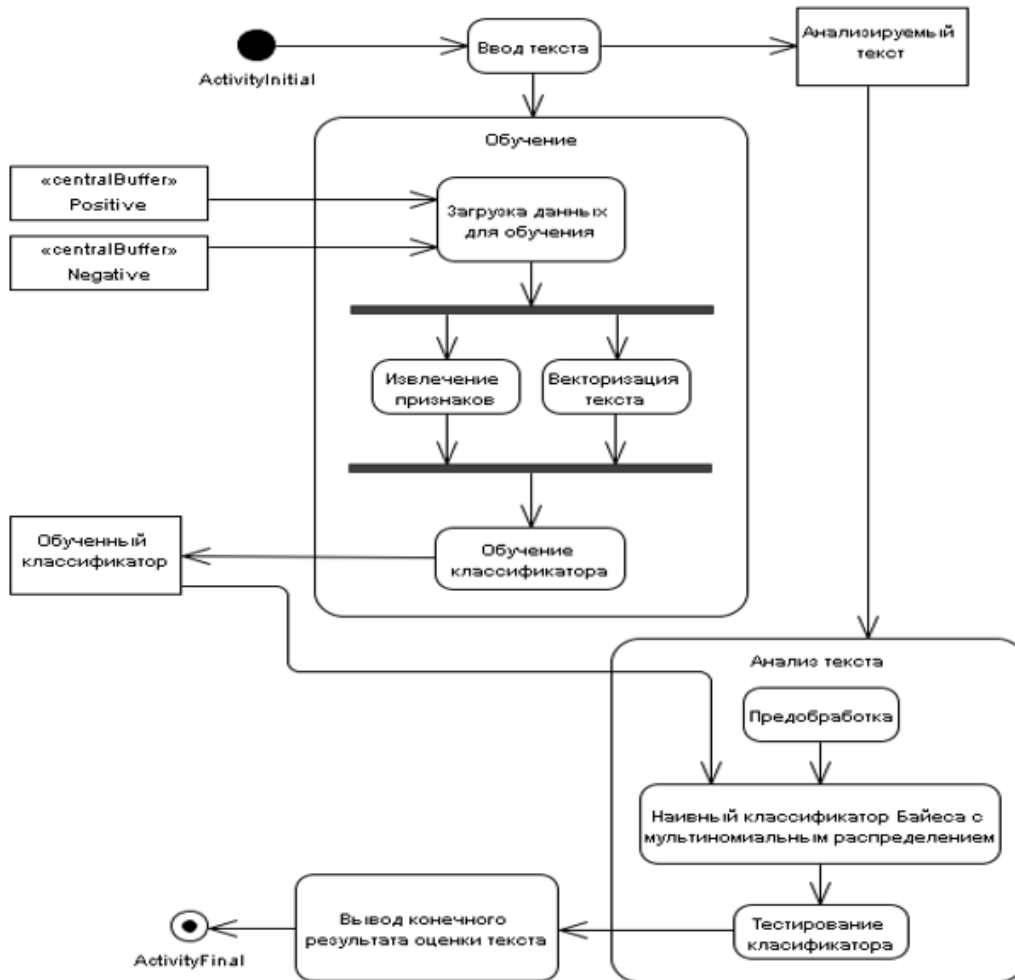 Ввод текста
Анализируемый
текст
ActivityInitial
Обучение
«centralBuffer»
Positive
Загрузка данных
для обучения
«centralBuffer»
Negative
Извлечение
признаков
Векторизация
текста
Обученный
классификатор
Обучение
классификатора
Анализ текста
Предобработка
Наивный классификатор Байеса с
мультиномиальным распределением
Вывод конечного
результата оценки текста
Тестирование
класификатора
ActivityFinal